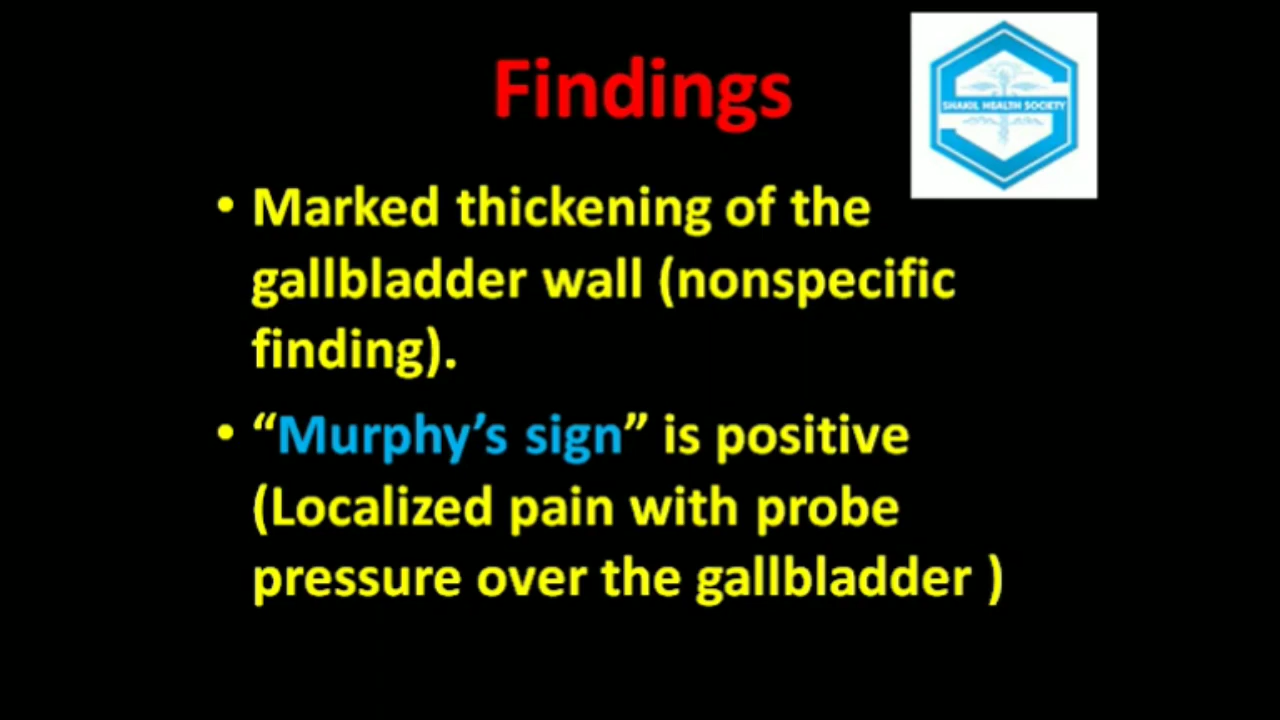 Findings
SHAKIL HEALTH SOCIETY
• Marked thickening of the
gallbladder wall (nonspecific
finding).
• “Murphy’s sign” is positive
(Localized pain with probe
pressure over the gallbladder )